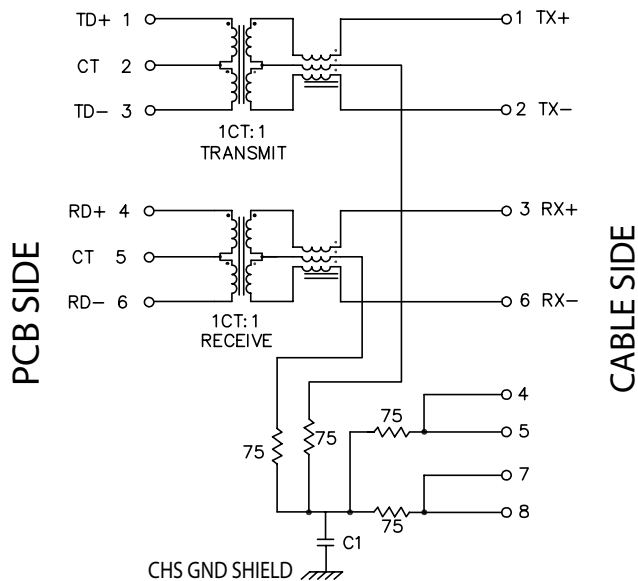 TD+ 1
1 TX+
CT 2
TD− 3
2 TX−
1CT:1
TRANSMIT
RD+ 4
3 RX+
CT 5
RD− 6
6 RX−
1CT:1
RECEIVE
PCB SIDE
CABLE SIDE
4
75
5
75
75
7
8
75
C1
CHS GND SHIELD